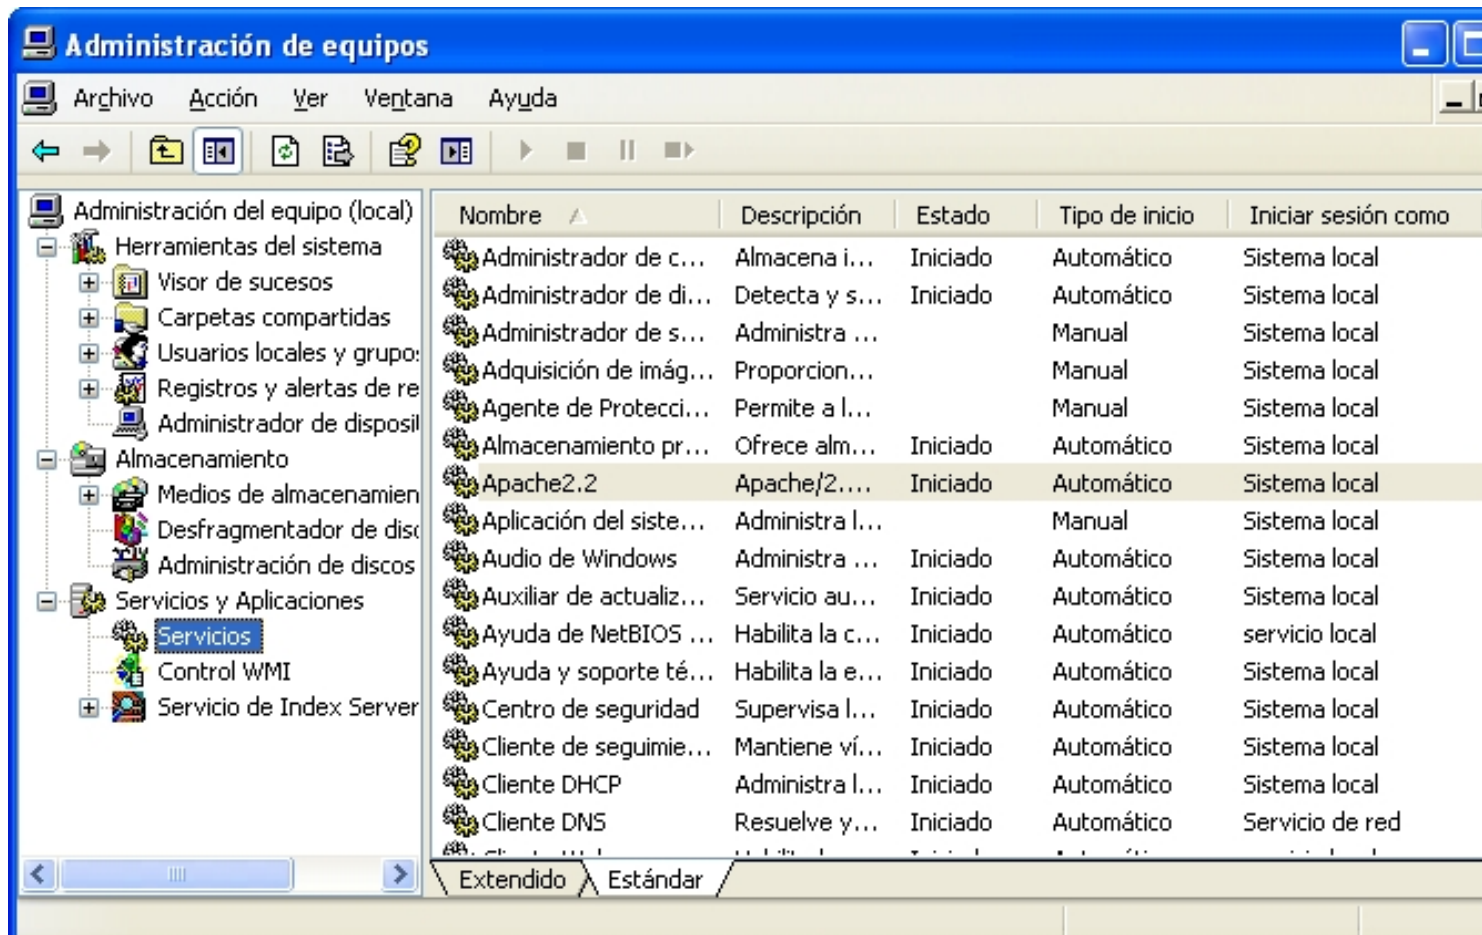 Administración de equipos
Archivo Acción Ver Ventana Ayuda
Administración del equipo (local)
Herramientas del sistema
Visor de sucesos
Carpetas compartidas
Usuarios locales y grupo
Registros y alertas de re
Administrador de disposi
Almacenamiento
Medios de almacenamien
Desfragmentador de disc
Administración de discos
Servicios y Aplicaciones
Servicios
Control WMI
Servicio de Index Server
Nombre Descripción Estado Tipo de inicio Iniciar sesión como
Administrador de c... Almacena i... Iniciado Automático Sistema local
Administrador de di... Detecta y s... Iniciado Automático Sistema local
Administrador de s... Administra ... Manual Sistema local
Adquisición de imág... Proporcion... Manual Sistema local
Agente de Protecci... Permite a l... Manual Sistema local
Almacenamiento pr... Ofrece alm... Iniciado Automático Sistema local
Apache2.2 Apache/2.... Iniciado Automático Sistema local
Aplicación del siste... Administra l... Manual Sistema local
Audio de Windows Administra ... Iniciado Automático Sistema local
Auxiliar de actualiz... Servicio au... Iniciado Automático Sistema local
Ayuda de NetBIOS ... Habilita la c... Iniciado Automático servicio local
Ayuda y soporte té... Habilita la e... Iniciado Automático Sistema local
Centro de seguridad Supervisa l... Iniciado Automático Sistema local
Cliente de seguimie... Mantiene ví... Iniciado Automático Sistema local
Cliente DHCP Administra l... Iniciado Automático Sistema local
Cliente DNS Resuelve y... Iniciado Automático Servicio de red
Extendido Estándar